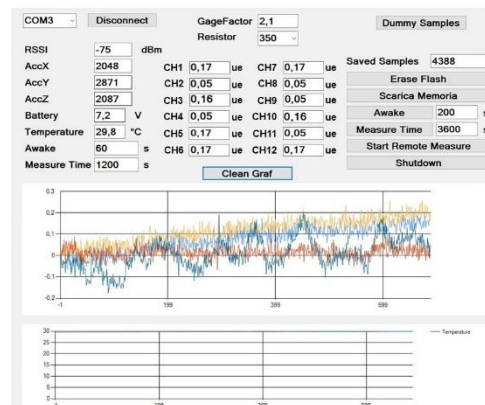 COM3 Disconnect GageFactor 2,1 Dummy Samples
Resistor 350
RSSI -75 dBm
AccX 2048 CH1 0,17 ue CH7 0,17 ue Saved Samples 4388
AccY 2871 CH2 0,05 ue CH8 0,05 ue Erase Flash
AccZ 2087 CH3 0,16 ue CH9 0,05 ue Scarica Memoria
Battery 7,2 V CH4 0,05 ue CH10 0,16 ue Awake 200 s
Temperature 29,8 °C CH5 0,17 ue CH11 0,05 ue Measure Time 3600 s
Awake 60 s CH6 0,17 ue CH12 0,17 ue Start Remote Measure
Measure Time 1200 s Shutdown
Clean Graf
0,3
0,2
0,1
0
-0,1
-0,2
-1 199 399 599
30 Temperature
25
20
15
10
5
0